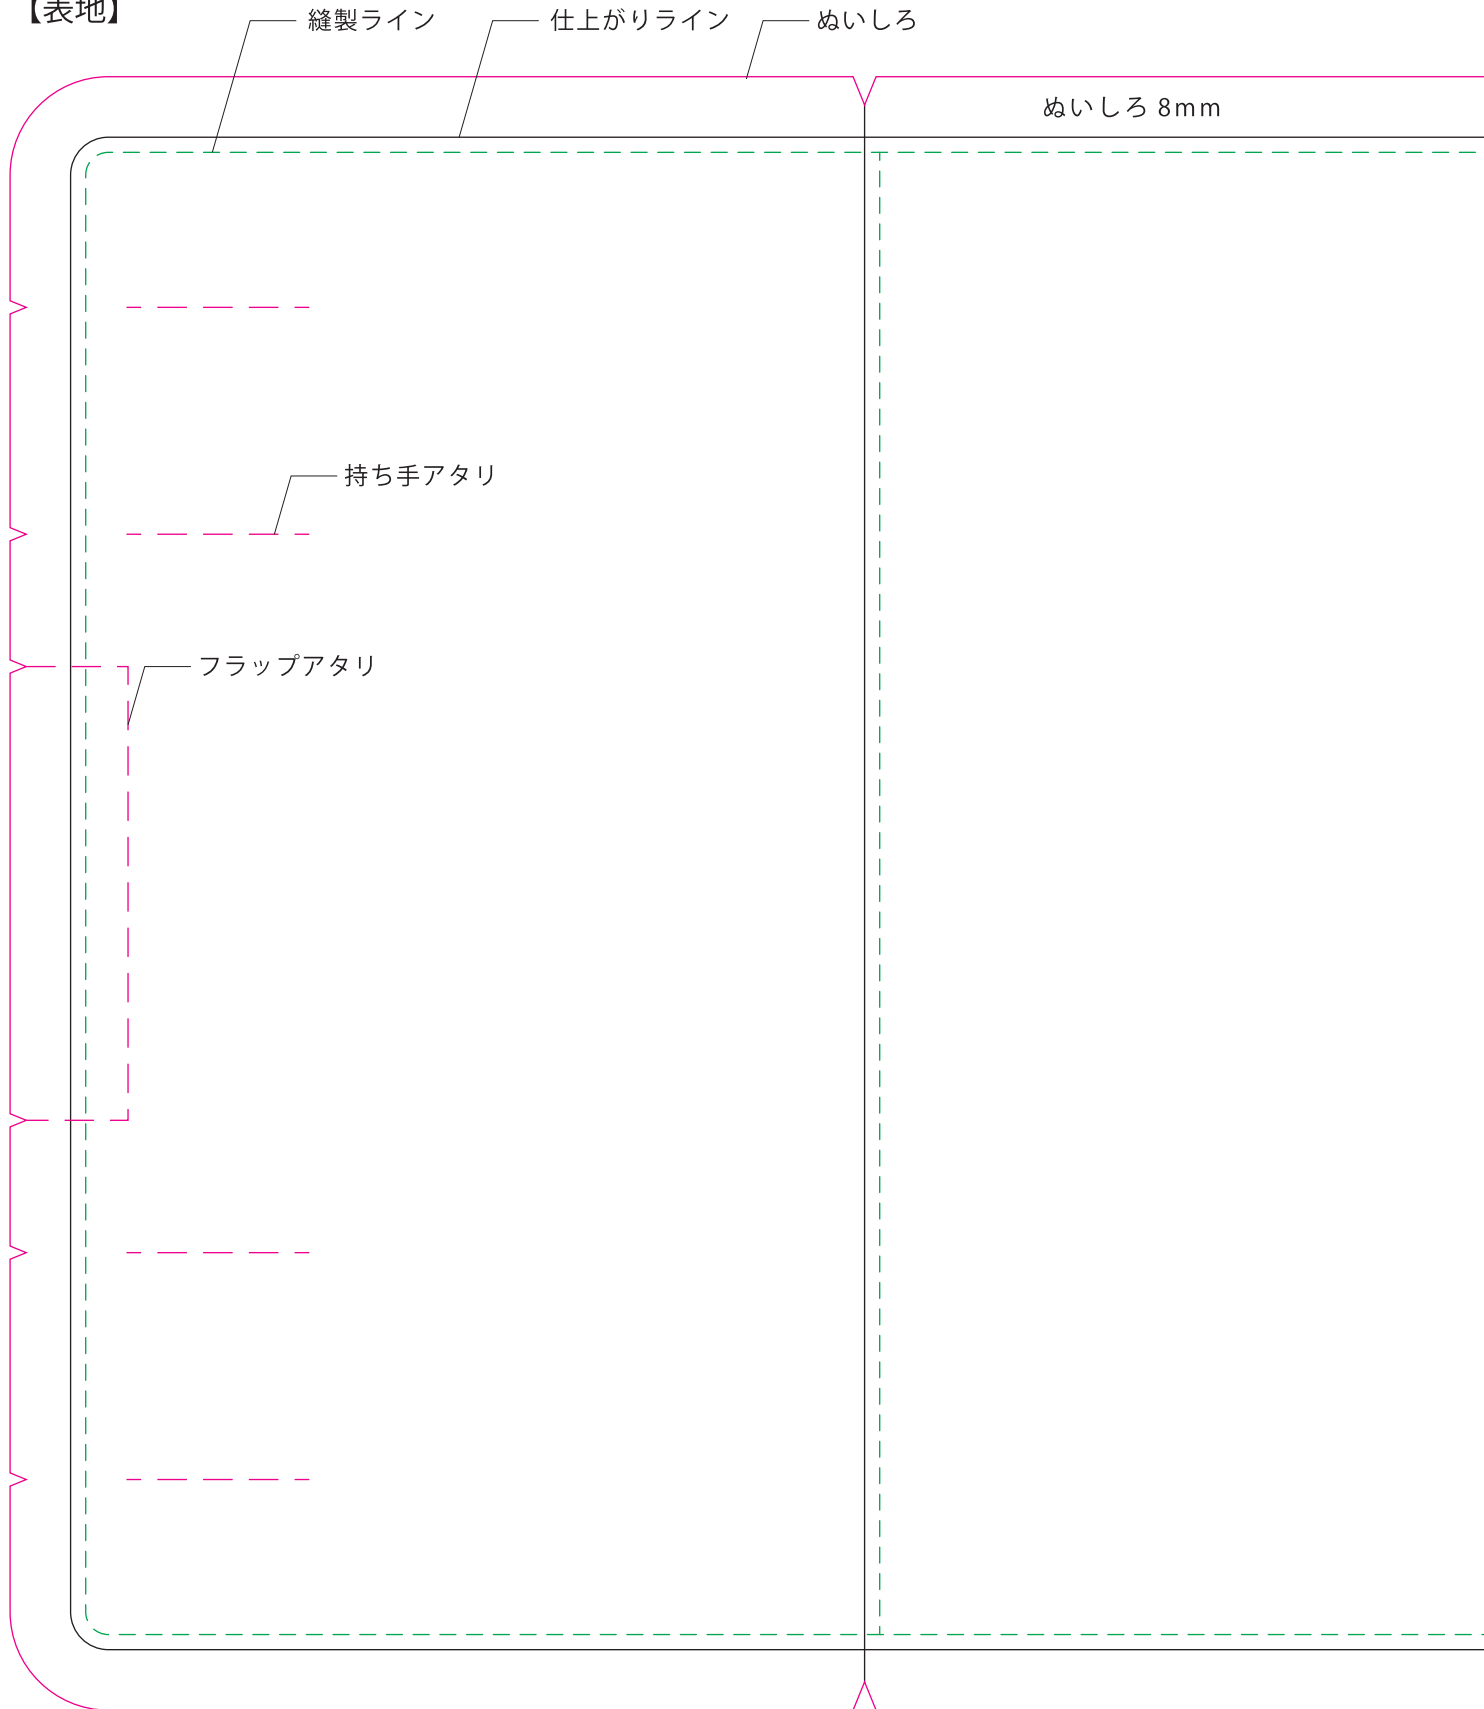 【表地】
縫製ライン
仕上がりライン
ぬいしろ
ぬいしろ 8mm
持ち手アタリ
フラップアタリ